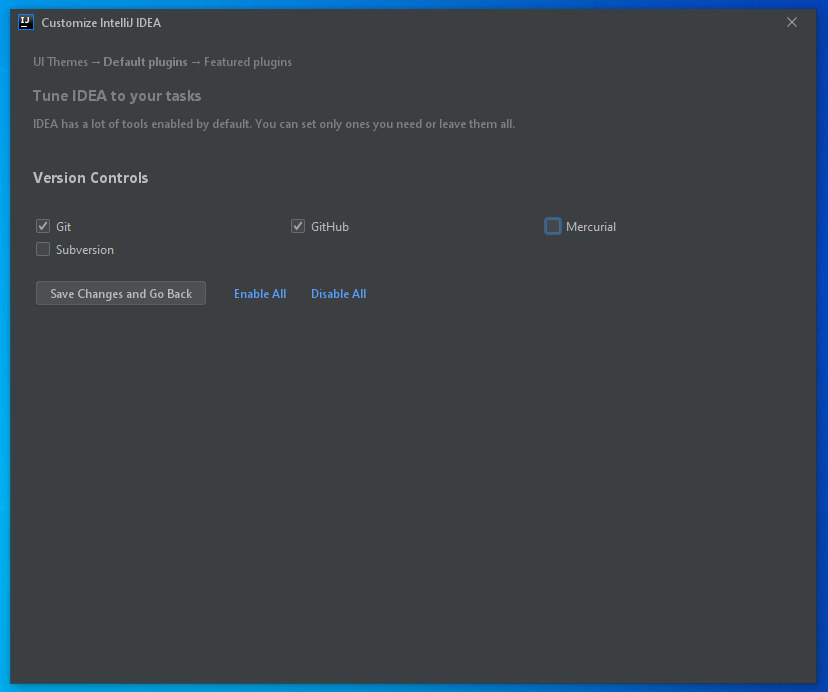 IJ Customize IntelliJ IDEA
UI Themes → Default plugins → Featured plugins
Tune IDEA to your tasks
IDEA has a lot of tools enabled by default. You can set only ones you need or leave them all.
Version Controls
Git GitHub Mercurial
Subversion
Save Changes and Go Back Enable All Disable All